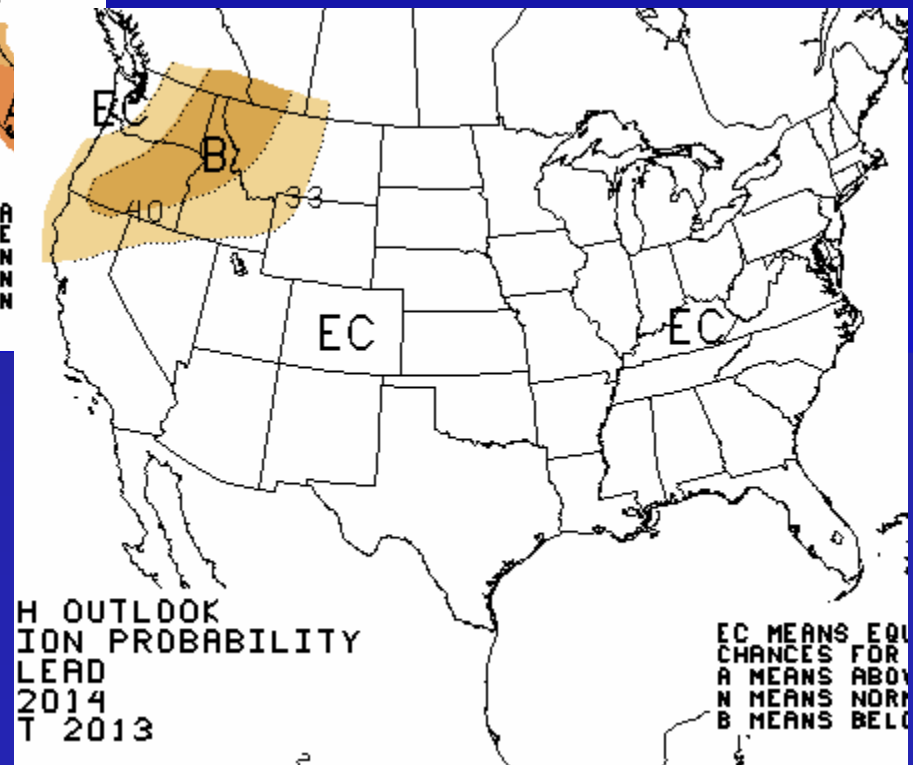 EC
B
40
33
EC
EC
A
E
N
N
N
H OUTLOOK
ION PROBABILITY
LEAD
2014
T 2013
EC MEANS EQU
CHANCES FOR
A MEANS ABOV
N MEANS NORM
B MEANS BELO